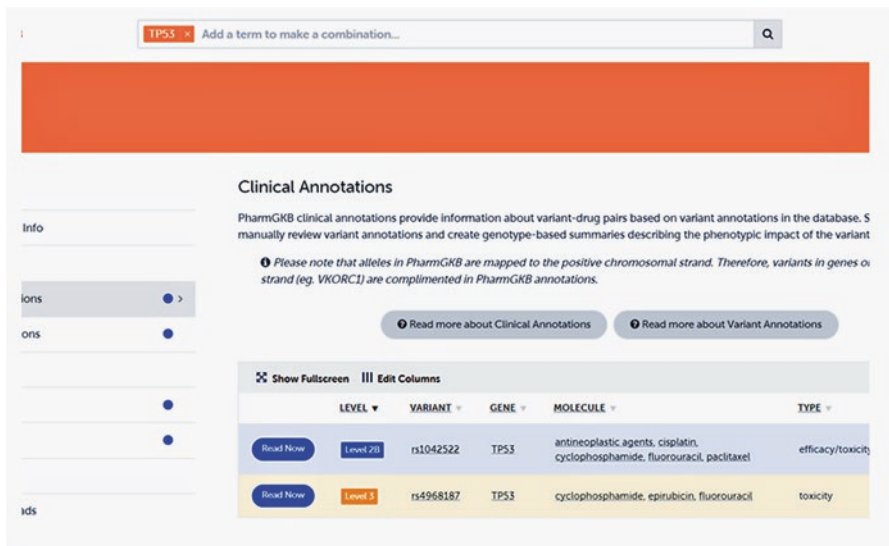 TP53 × Add a term to make a combination...
Clinical Annotations
Info
PharmGKB clinical annotations provide information about variant-drug pairs based on variant annotations in the database. S
manually review variant annotations and create genotype-based summaries describing the phenotypic impact of the variant
Please note that alleles in PharmGKB are mapped to the positive chromosomal strand. Therefore, variants in genes o
strand (eg. VKORC1) are complimented in PharmGKB annotations.
ions
ons
Read more about Clinical Annotations
Read more about Variant Annotations
Show Fullscreen Edit Columns
LEVEL VARIANT GENE MOLECULE TYPE
Read Now Level 2B rs1042522 TP53 antineoplastic agents, cisplatin, efficacy/toxicity
cyclophosphamide, fluorouracil, paclitaxel
Read Now Level 3 rs4968187 TP53 cyclophosphamide, epirubicin, fluorouracil toxicity
ads